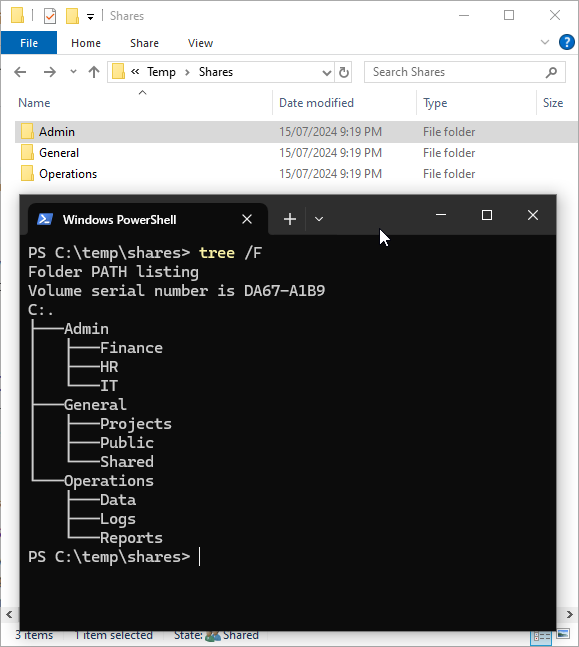 Shares
File Home Share View
« Temp > Shares
Search Shares
Name Date modified Type Size
Admin 15/07/2024 9:19 PM File folder
General 15/07/2024 9:19 PM File folder
Operations 15/07/2024 9:19 PM File folder
Windows PowerShell
PS C:\temp\shares> tree /F
Folder PATH listing
Volume serial number is DA67-A1B9
C:.
├───Admin
│   ├───Finance
│   ├───HR
│   └───IT
├───General
│   ├───Projects
│   ├───Public
│   └───Shared
└───Operations
    ├───Data
    ├───Logs
    └───Reports
PS C:\temp\shares>
3 items 1 item selected State: Shared